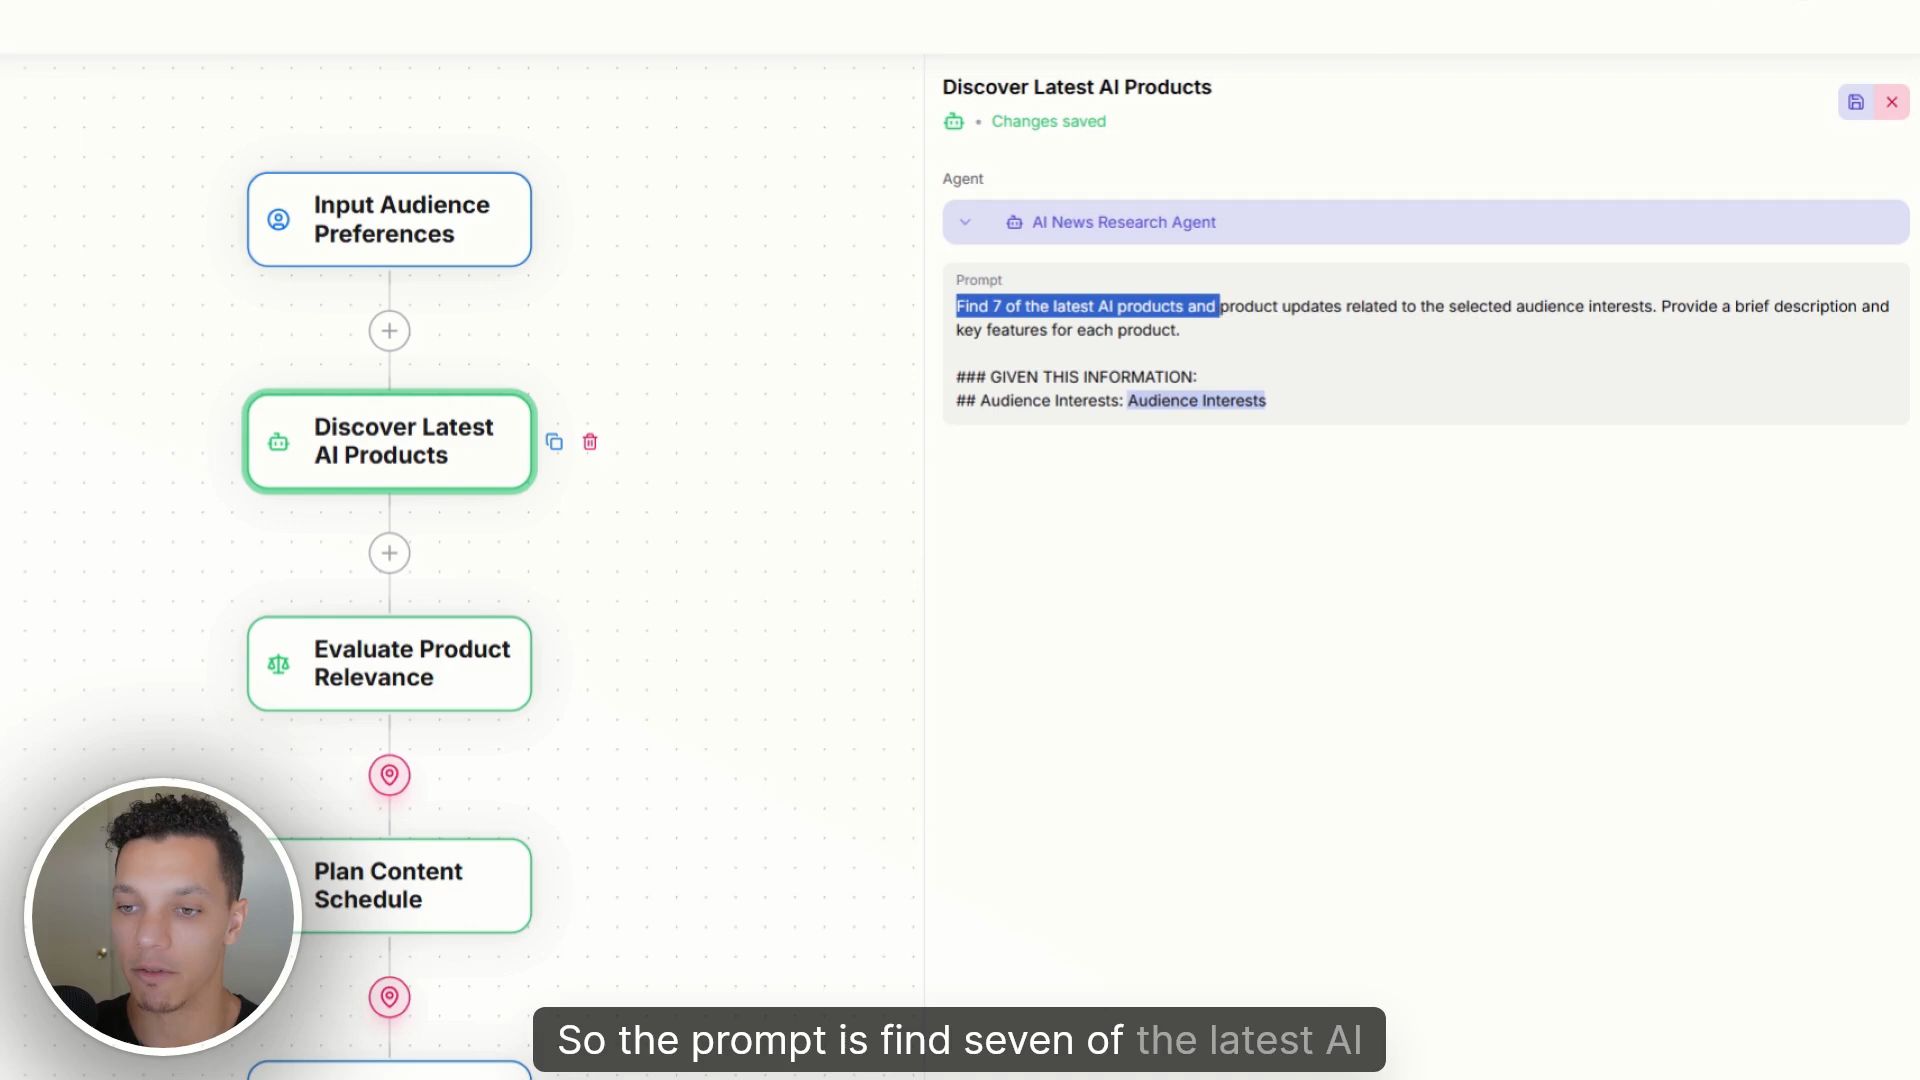 Input Audience
Preferences
Discover Latest
AI Products
Evaluate Product
Relevance
Plan Content
Schedule
Discover Latest AI Products
• Changes saved
Agent
AI News Research Agent
Prompt
Find 7 of the latest AI products and product updates related to the selected audience interests. Provide a brief description and
key features for each product.
### GIVEN THIS INFORMATION:
## Audience Interests: Audience Interests
So the prompt is find seven of the latest AI